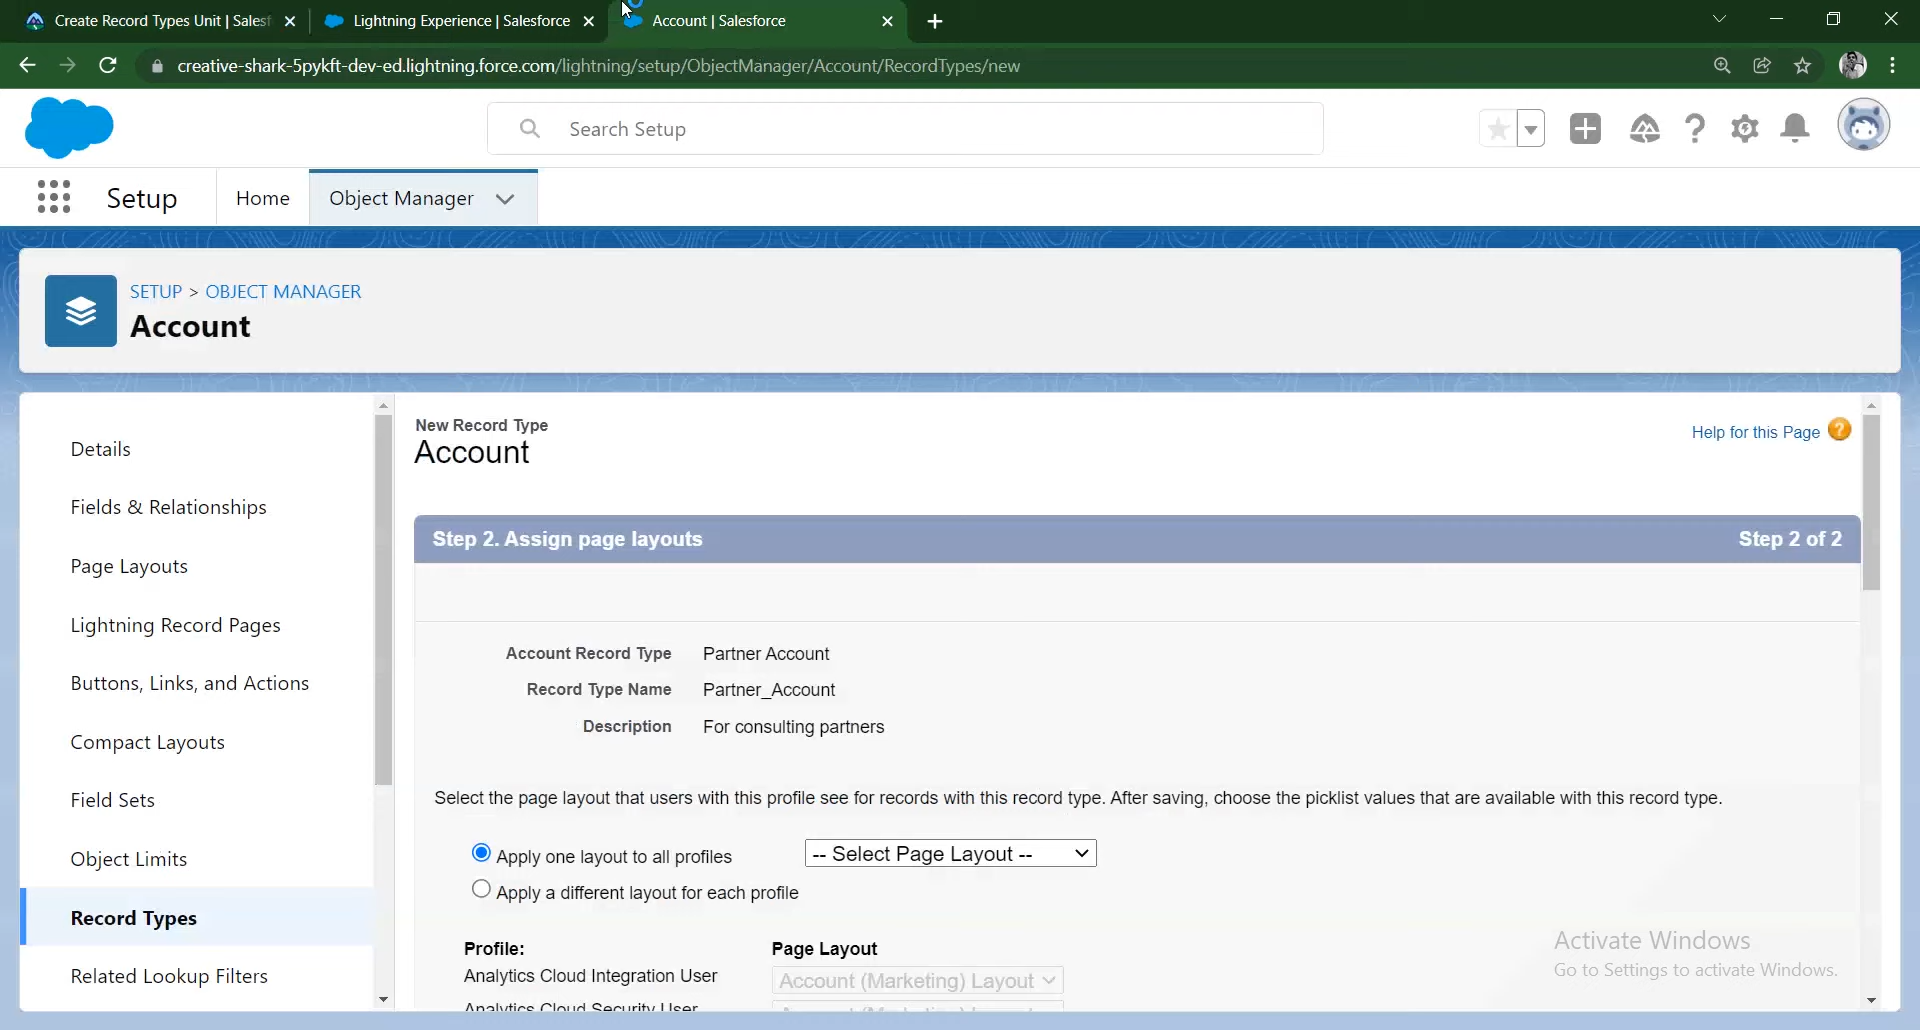 Create Record Types Unit | Salesf
Lightning Experience | Salesforce
Account | Salesforce
creative-shark-5pykft-dev-ed.lightning.force.com/lightning/setup/ObjectManager/Account/RecordTypes/new
Search Setup
Setup
Home
Object Manager
SETUP > OBJECT MANAGER
Account
Details
Fields & Relationships
Page Layouts
Lightning Record Pages
Buttons, Links, and Actions
Compact Layouts
Field Sets
Object Limits
Record Types
Related Lookup Filters
New Record Type
Account
Help for this Page ?
Step 2. Assign page layouts
Step 2 of 2
Account Record Type Partner Account
Record Type Name Partner_Account
Description For consulting partners
Select the page layout that users with this profile see for records with this record type. After saving, choose the picklist values that are available with this record type.
Apply one layout to all profiles -- Select Page Layout --
Apply a different layout for each profile
Profile: Page Layout
Analytics Cloud Integration User Account (Marketing) Layout
Analytics Cloud Security User
Activate Windows
Go to Settings to activate Windows.